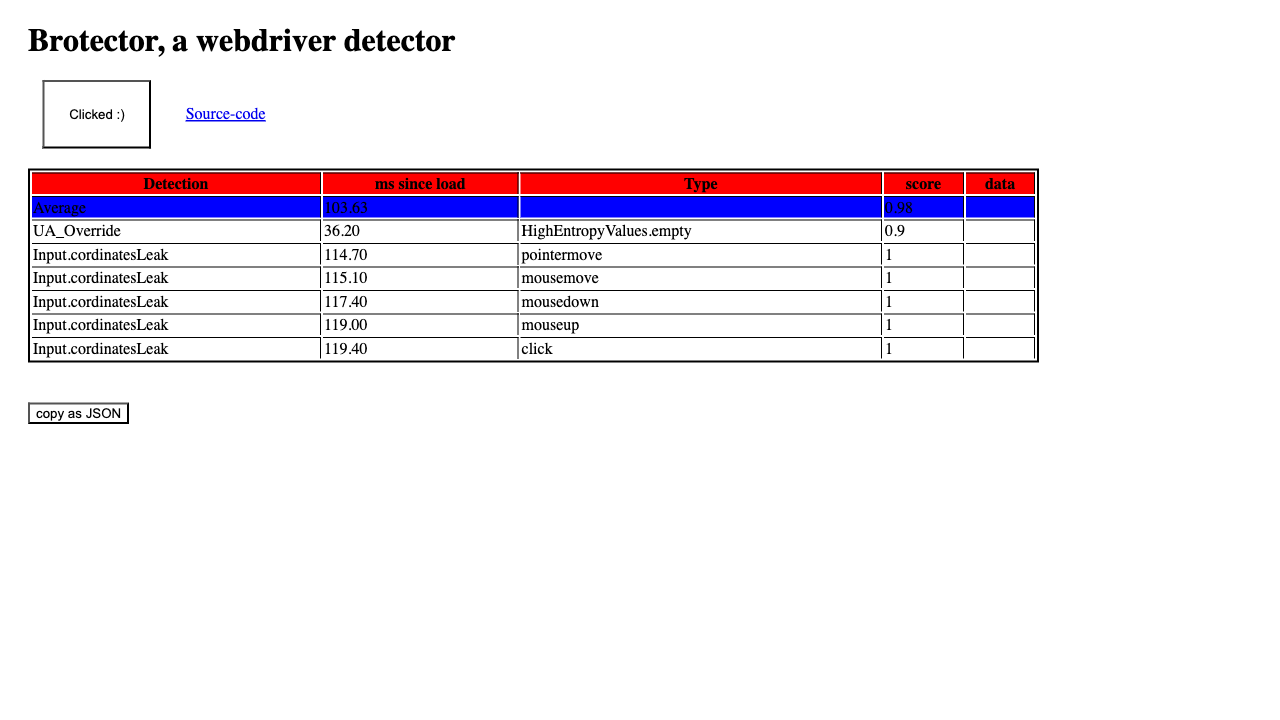 Brotector, a webdriver detector
Clicked :) Source-code
Detection ms since load Type score data
Average 103.63 0.98
UA_Override 36.20 HighEntropyValues.empty 0.9
Input.cordinatesLeak 114.70 pointermove 1
Input.cordinatesLeak 115.10 mousemove 1
Input.cordinatesLeak 117.40 mousedown 1
Input.cordinatesLeak 119.00 mouseup 1
Input.cordinatesLeak 119.40 click 1
copy as JSON